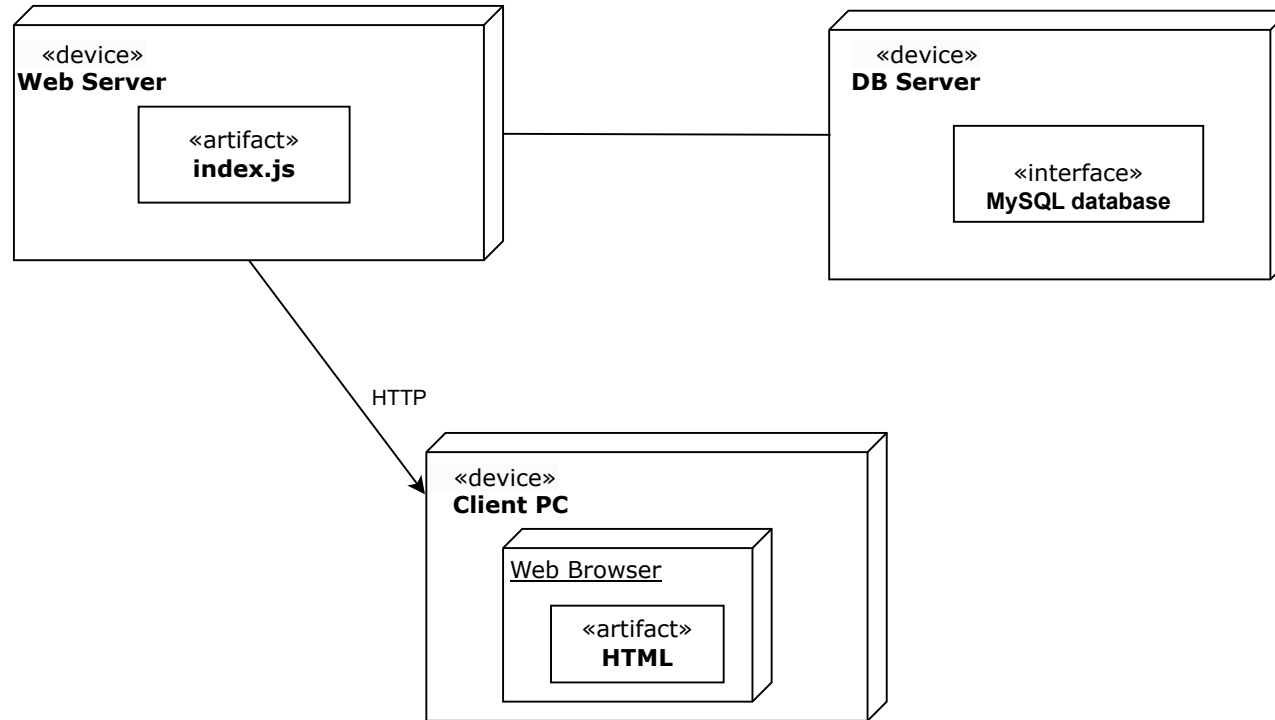 «device»
Web Server
«artifact»
index.js
«device»
DB Server
«interface»
MySQL database
HTTP
«device»
Client PC
Web Browser
«artifact»
HTML